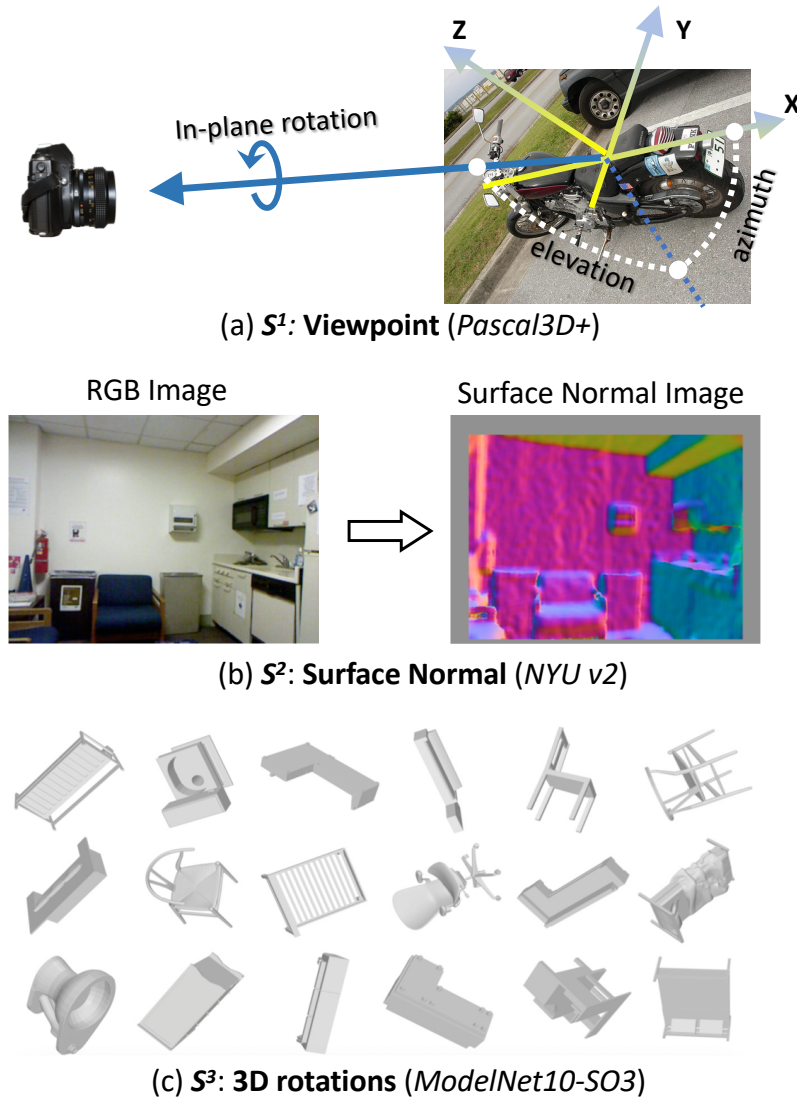 Z
Y
X
In-plane rotation
elevation
azimuth
(a) S¹: Viewpoint (Pascal3D+)
RGB Image
Surface Normal Image
(b) S²: Surface Normal (NYU v2)
(c) S³: 3D rotations (ModelNet10-SO3)